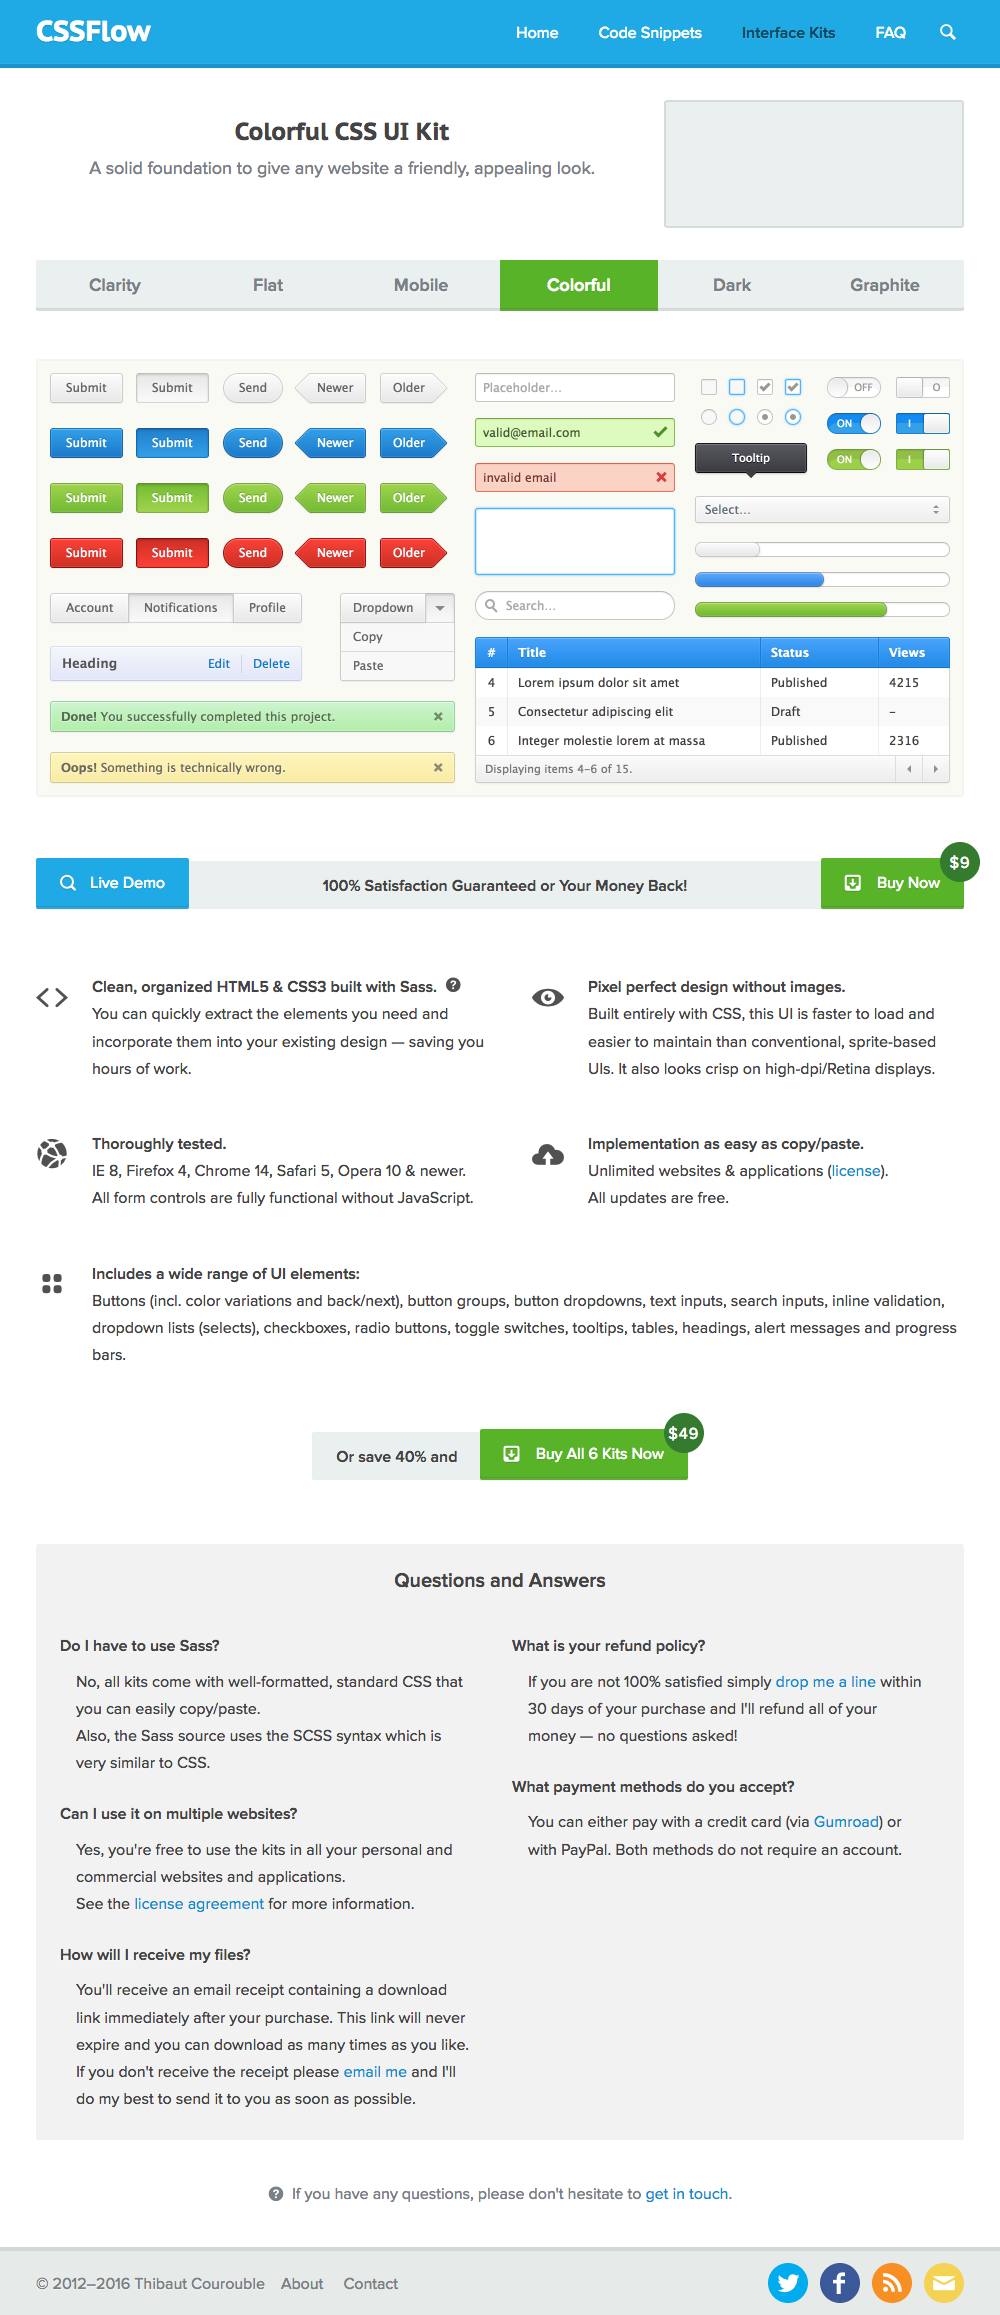 CSSFlow
Home Code Snippets Interface Kits FAQ
Colorful CSS UI Kit
A solid foundation to give any website a friendly, appealing look.
Clarity Flat Mobile Colorful Dark Graphite
Submit Submit Send Newer Older
Submit Submit Send Newer Older
Submit Submit Send Newer Older
Submit Submit Send Newer Older
Account Notifications Profile
Dropdown
Copy
Paste
Heading Edit Delete
Done! You successfully completed this project.
Oops! Something is technically wrong.
Placeholder...
valid@email.com
invalid email
Search...
OFF O
ON I
ON I
Tooltip
Select...
# Title Status Views
4 Lorem ipsum dolor sit amet Published 4215
5 Consectetur adipiscing elit Draft –
6 Integer molestie lorem at massa Published 2316
Displaying items 4–6 of 15.
Live Demo
100% Satisfaction Guaranteed or Your Money Back!
Buy Now
$9
Clean, organized HTML5 & CSS3 built with Sass. ?
You can quickly extract the elements you need and
incorporate them into your existing design — saving you
hours of work.
Pixel perfect design without images.
Built entirely with CSS, this UI is faster to load and
easier to maintain than conventional, sprite-based
UIs. It also looks crisp on high-dpi/Retina displays.
Thoroughly tested.
IE 8, Firefox 4, Chrome 14, Safari 5, Opera 10 & newer.
All form controls are fully functional without JavaScript.
Implementation as easy as copy/paste.
Unlimited websites & applications (license).
All updates are free.
Includes a wide range of UI elements:
Buttons (incl. color variations and back/next), button groups, button dropdowns, text inputs, search inputs, inline validation,
dropdown lists (selects), checkboxes, radio buttons, toggle switches, tooltips, tables, headings, alert messages and progress
bars.
Or save 40% and
Buy All 6 Kits Now
$49
Questions and Answers
Do I have to use Sass?
No, all kits come with well-formatted, standard CSS that
you can easily copy/paste.
Also, the Sass source uses the SCSS syntax which is
very similar to CSS.
Can I use it on multiple websites?
Yes, you're free to use the kits in all your personal and
commercial websites and applications.
See the license agreement for more information.
How will I receive my files?
You'll receive an email receipt containing a download
link immediately after your purchase. This link will never
expire and you can download as many times as you like.
If you don't receive the receipt please email me and I'll
do my best to send it to you as soon as possible.
What is your refund policy?
If you are not 100% satisfied simply drop me a line within
30 days of your purchase and I'll refund all of your
money — no questions asked!
What payment methods do you accept?
You can either pay with a credit card (via Gumroad) or
with PayPal. Both methods do not require an account.
? If you have any questions, please don't hesitate to get in touch.
© 2012–2016 Thibaut Courouble About Contact